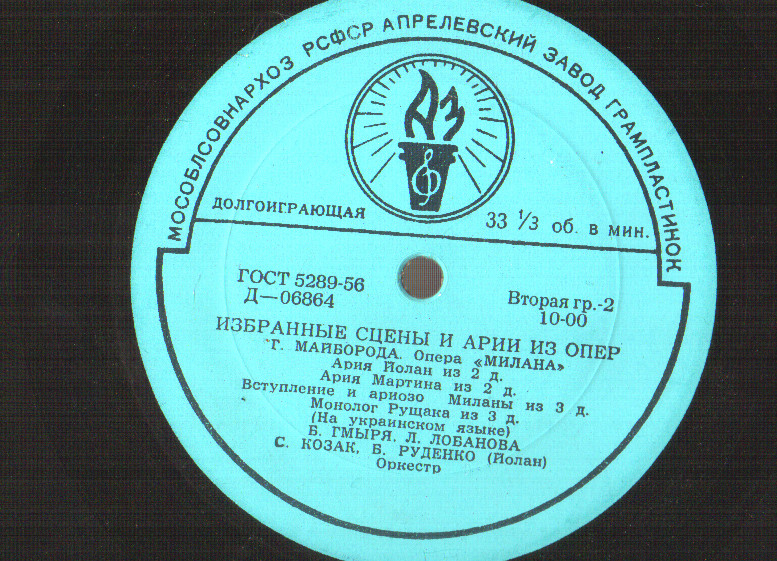 МОСОБЛСОВНАРХОЗ РСФСР АПРЕЛЕВСКИЙ ЗАВОД ГРАМПЛАСТИНОК
АЗ
ДОЛГОИГРАЮЩАЯ
33 1/3 об. в мин.
ГОСТ 5289-56
Д—06864
Вторая гр.-2
10-00
ИЗБРАННЫЕ СЦЕНЫ И АРИИ ИЗ ОПЕР
Г. МАЙБОРОДА. Опера «МИЛАНА»
Ария Йолан из 2 д.
Ария Мартина из 2 д.
Вступление и ариозо Миланы из 3 д.
Монолог Рущака из 3 д.
(На украинском языке)
Б. ГМЫРЯ, Л. ЛОБАНОВА
С. КОЗАК, Б. РУДЕНКО (Йолан)
Оркестр